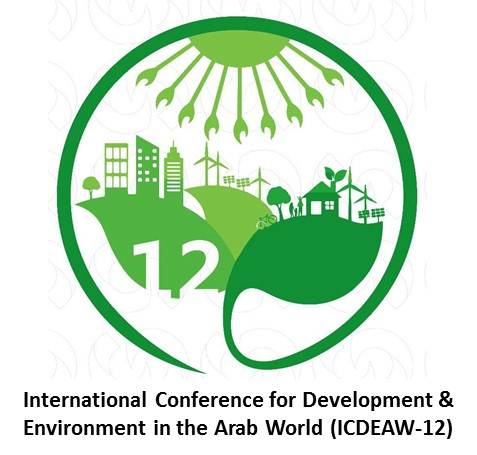 12
International Conference for Development &
Environment in the Arab World (ICDEAW-12)